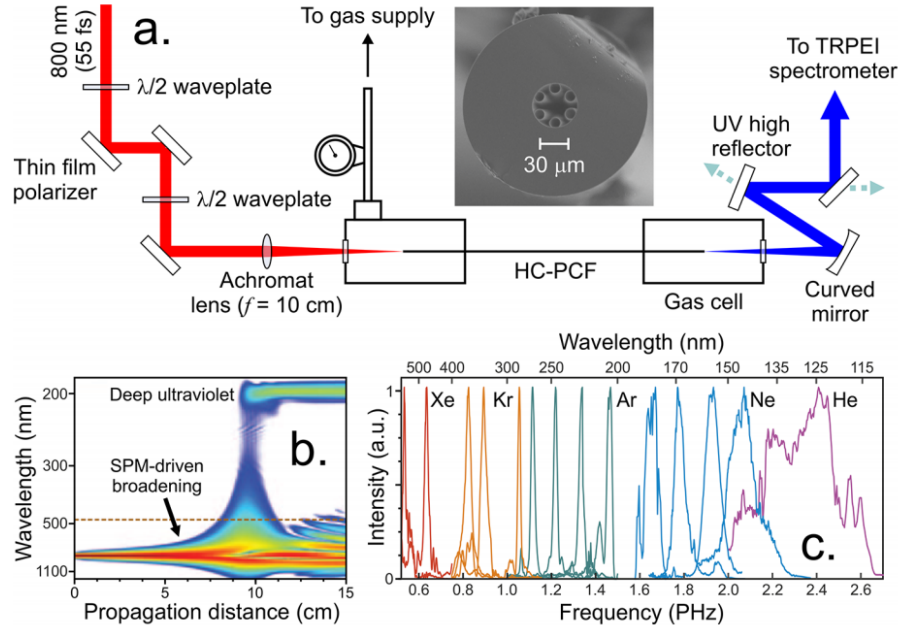 a.
800 nm
(55 fs)
λ/2 waveplate
Thin film
polarizer
λ/2 waveplate
Achromat
lens (f = 10 cm)
To gas supply
30 μm
HC-PCF
Gas cell
To TRPEI
spectrometer
UV high
reflector
Curved
mirror
b.
Wavelength (nm)
200
300
500
1100
Deep ultraviolet
SPM-driven
broadening
0 5 10 15
Propagation distance (cm)
Wavelength (nm)
500 400 300 250 200 170 150 135 125 115
Xe Kr Ar Ne He
c.
Intensity (a.u.)
1
0
0.6 0.8 1.0 1.2 1.4 1.6 1.8 2.0 2.2 2.4 2.6
Frequency (PHz)